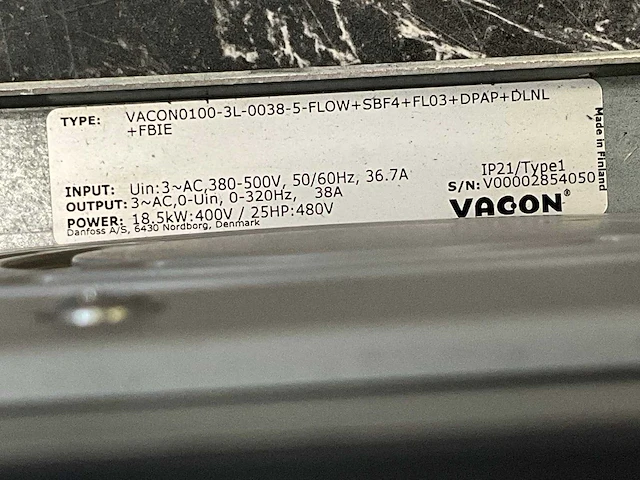 TYPE: VACON0100-3L-0038-5-FLOW+SBF4+FL03+DPAP+DLNL
+FBIE
INPUT: Uin:3~AC,380-500V, 50/60Hz, 36.7A
OUTPUT: 3~AC,0-Uin, 0-320Hz, 38A
POWER: 18.5kW:400V / 25HP:480V
Danfoss A/S, 6430 Nordborg, Denmark
IP21/Type1
S/N: V00002854050
VACON®
Made in Finland